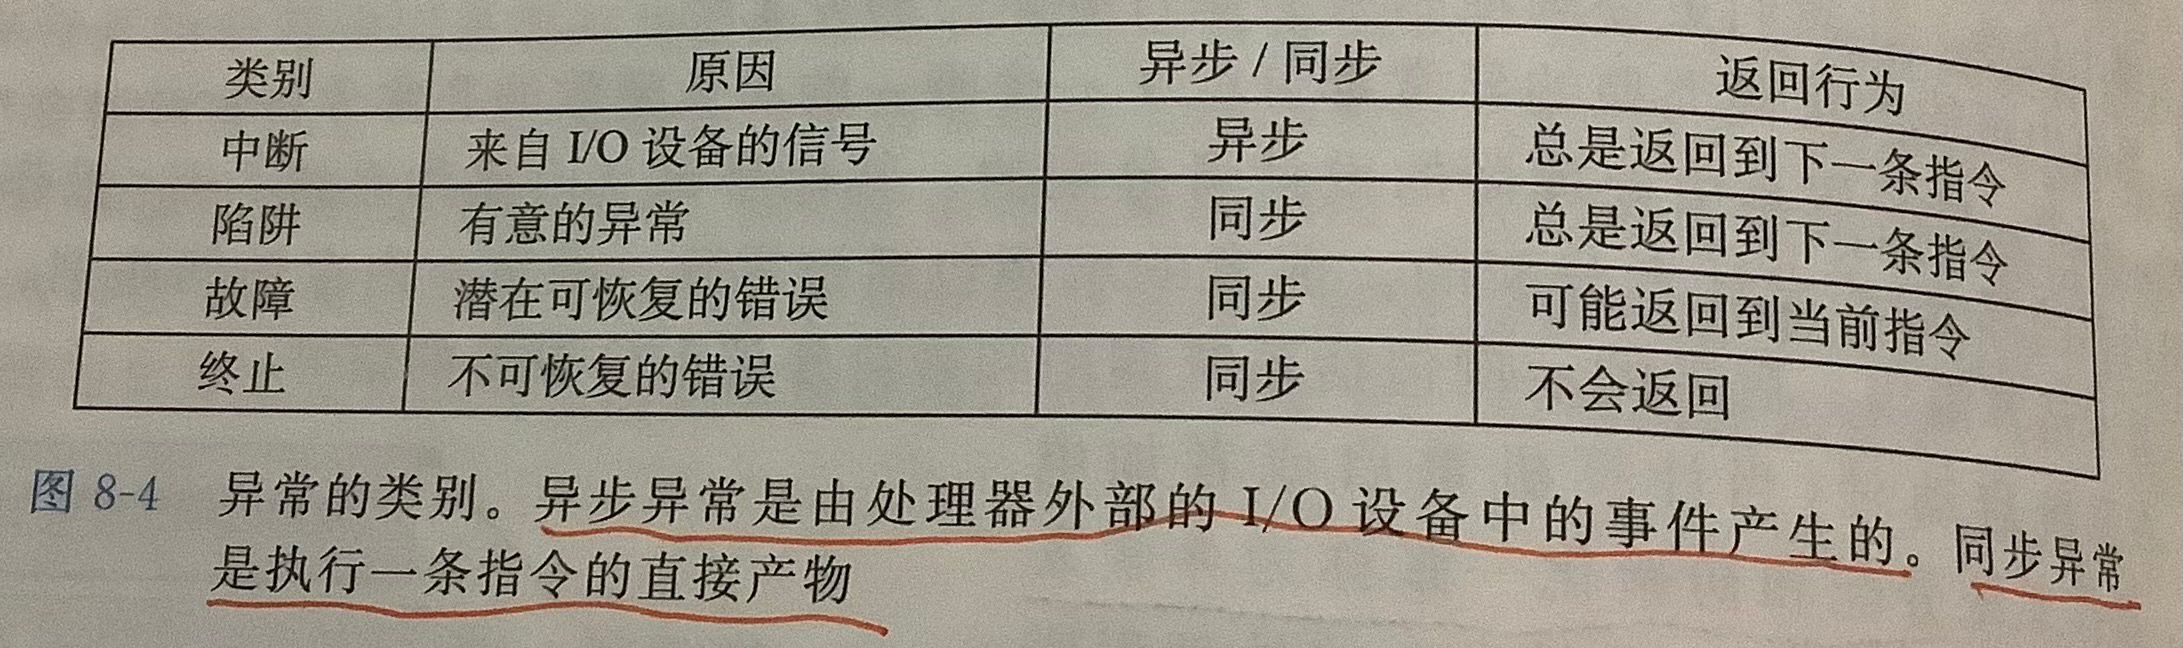 类别 原因 异步 / 同步 返回行为
中断 来自 I/O 设备的信号 异步 总是返回到下一条指令
陷阱 有意的异常 同步 总是返回到下一条指令
故障 潜在可恢复的错误 同步 可能返回到当前指令
终止 不可恢复的错误 同步 不会返回
图 8-4 异常的类别。异步异常是由处理器外部的 I/O 设备中的事件产生的。同步异常
是执行一条指令的直接产物